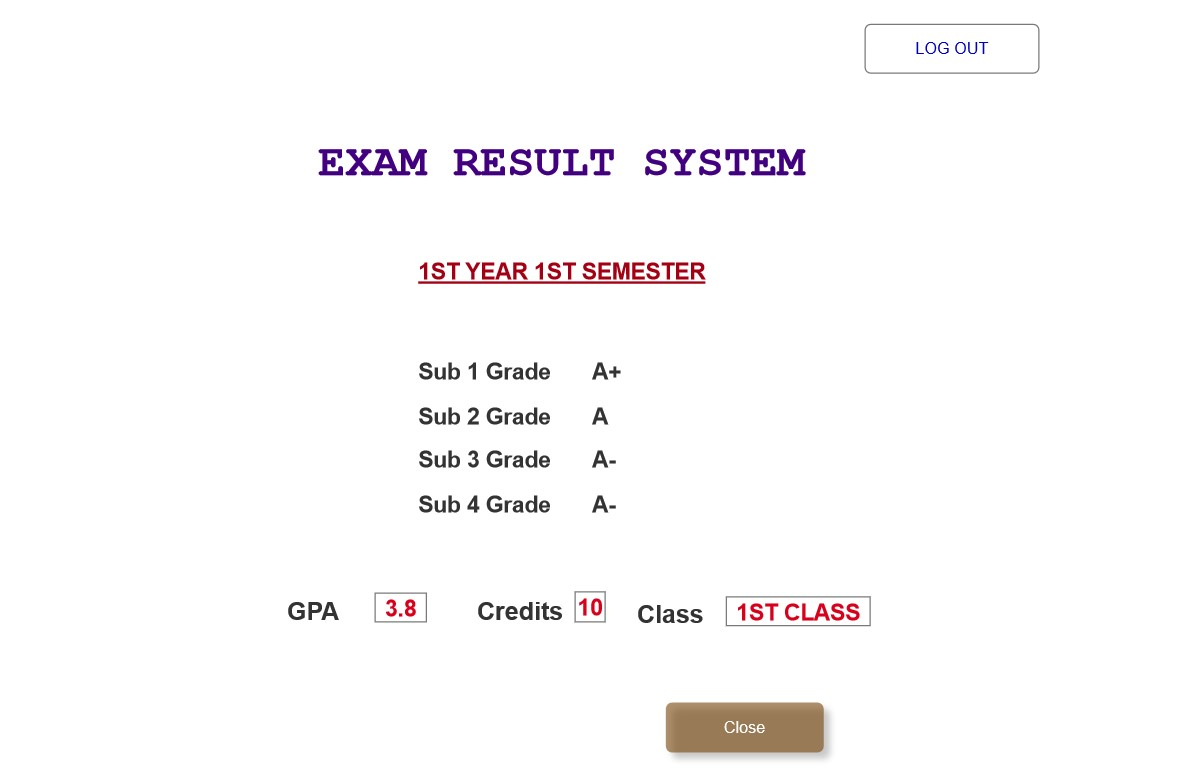 LOG OUT
EXAM RESULT SYSTEM
1ST YEAR 1ST SEMESTER
Sub 1 Grade A+
Sub 2 Grade A
Sub 3 Grade A-
Sub 4 Grade A-
GPA 3.8 Credits 10 Class 1ST CLASS
Close